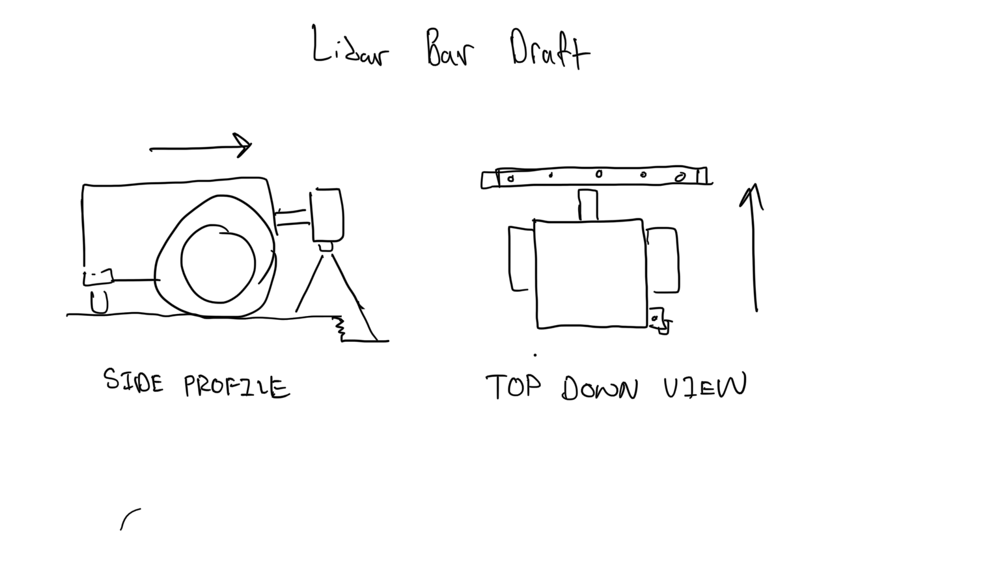 Lidar Bar Draft
SIDE PROFILE
TOP DOWN VIEW